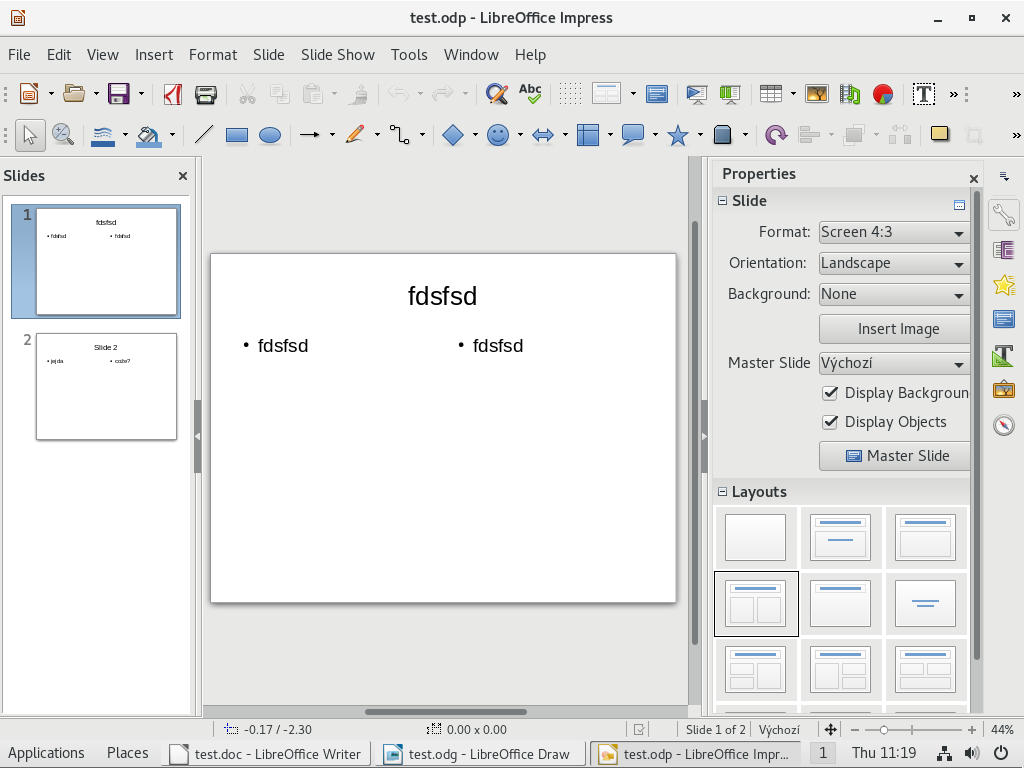 test.odp - LibreOffice Impress
File Edit View Insert Format Slide Slide Show Tools Window Help
Abc
T
Slides
1
fdsfsd
• fdsfsd • fdsfsd
2
Slide 2
• jejda • cože?
fdsfsd
• fdsfsd • fdsfsd
Properties
Slide
Format: Screen 4:3
Orientation: Landscape
Background: None
Insert Image
Master Slide Výchozí
Display Backgroun
Display Objects
Master Slide
Layouts
-0.17 / -2.30 0.00 x 0.00 Slide 1 of 2 Výchozí 44%
Applications Places test.doc - LibreOffice Writer test.odg - LibreOffice Draw test.odp - LibreOffice Impr... 1 Thu 11:19